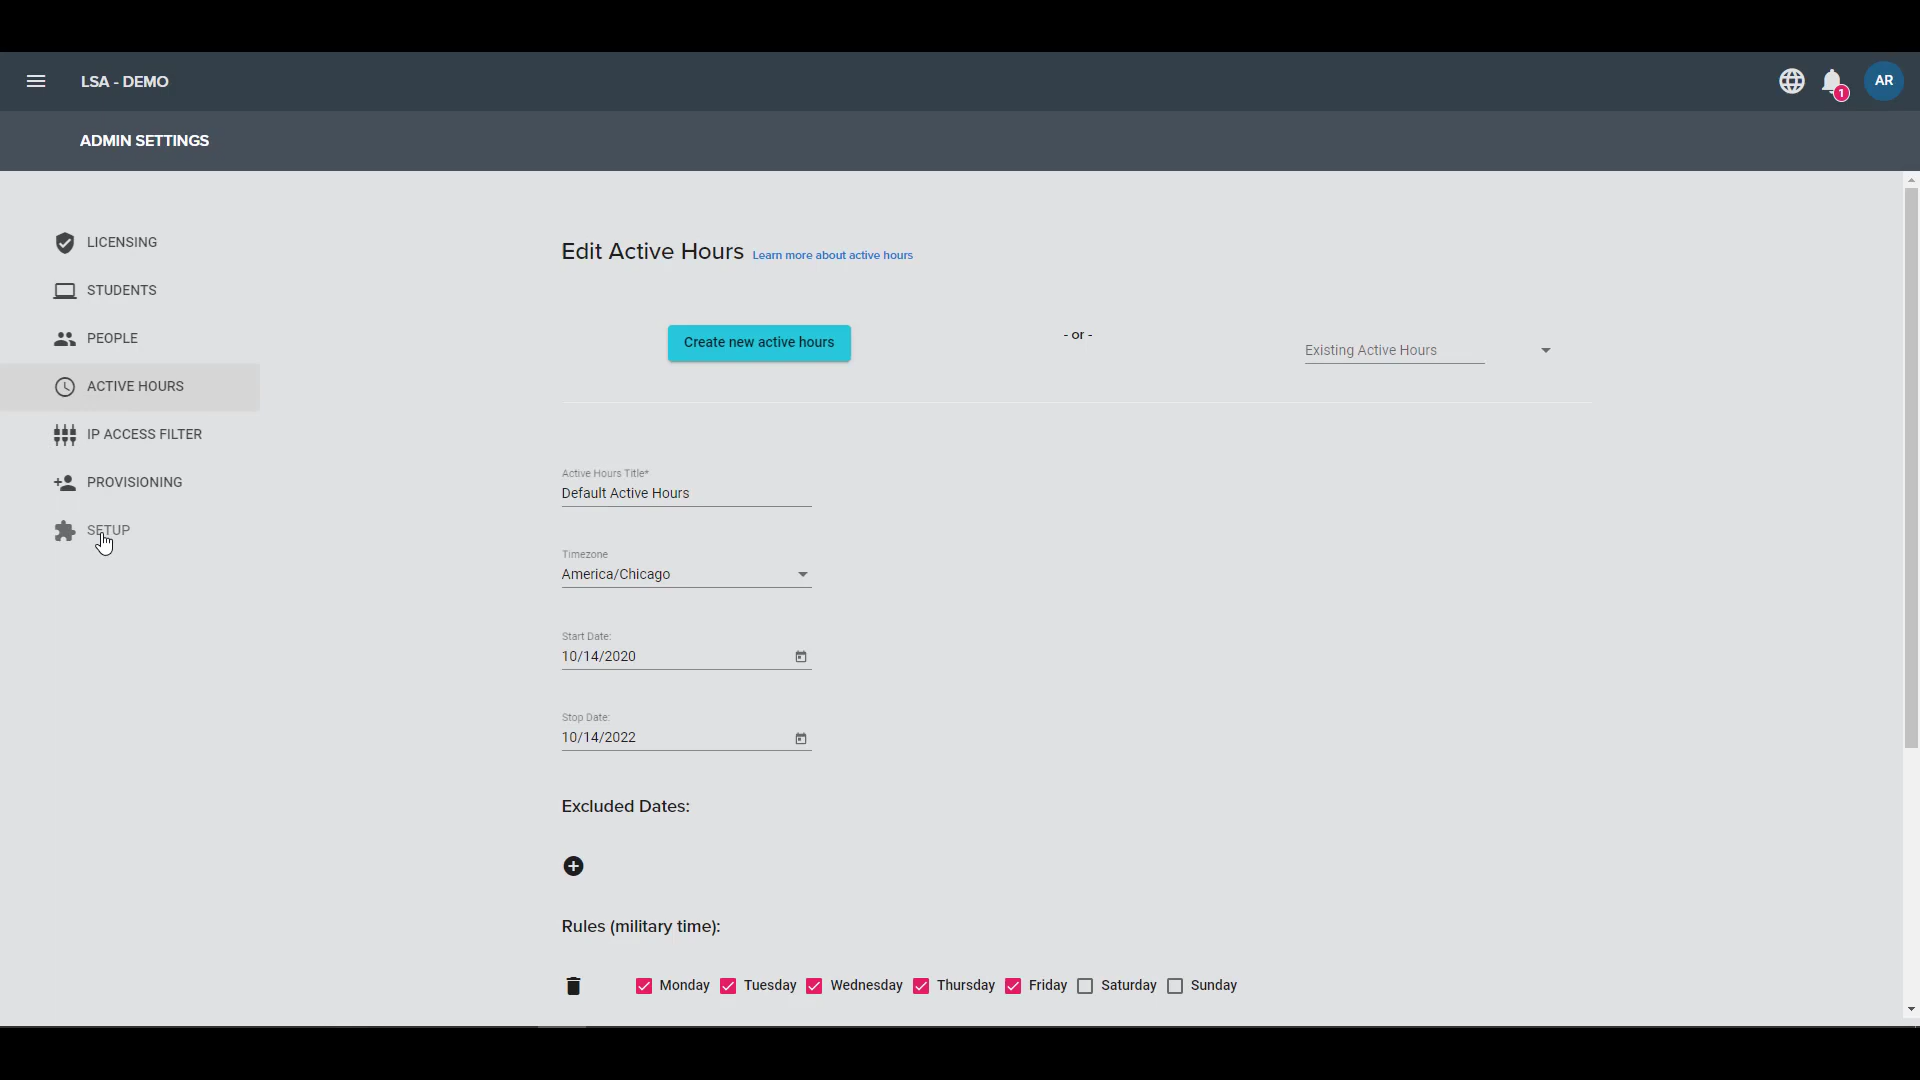 LSA - DEMO
1
AR
ADMIN SETTINGS
LICENSING
STUDENTS
PEOPLE
ACTIVE HOURS
IP ACCESS FILTER
PROVISIONING
SETUP
Edit Active Hours Learn more about active hours
Create new active hours
- or -
Existing Active Hours
Active Hours Title*
Default Active Hours
Timezone
America/Chicago
Start Date:
10/14/2020
Stop Date:
10/14/2022
Excluded Dates:
Rules (military time):
Monday Tuesday Wednesday Thursday Friday Saturday Sunday